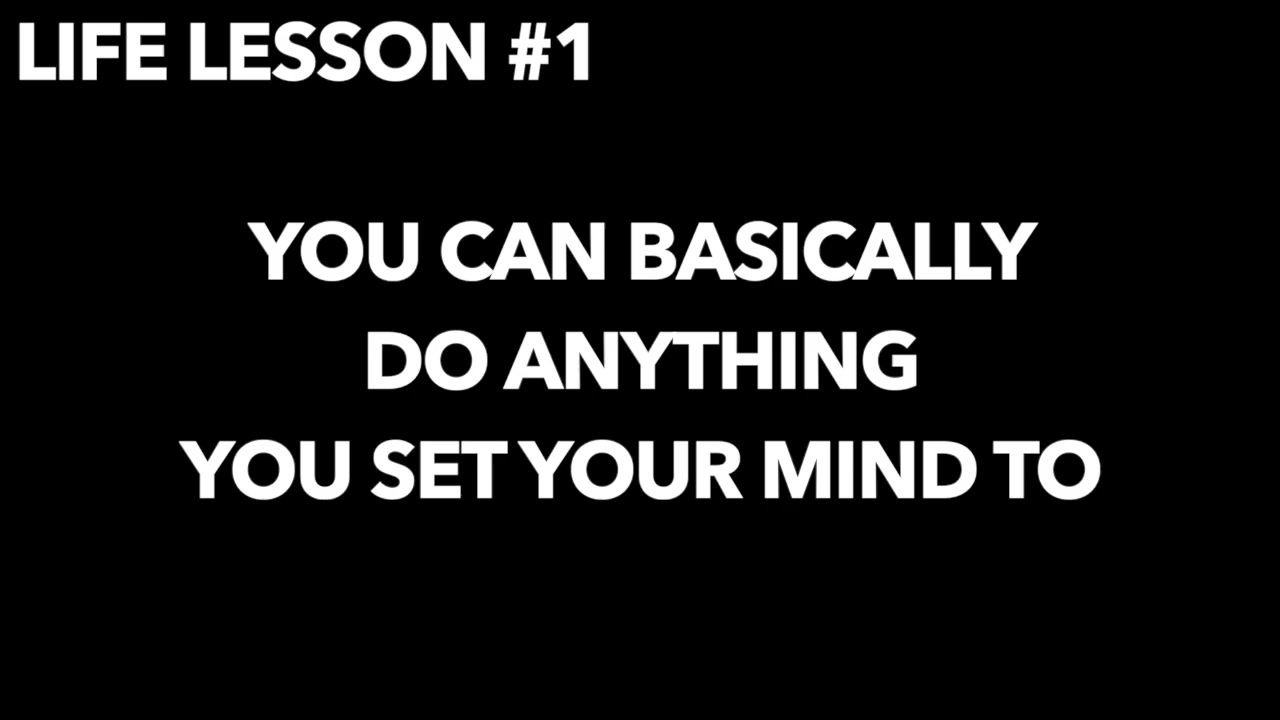 LIFE LESSON #1
YOU CAN BASICALLY
DO ANYTHING
YOU SET YOUR MIND TO